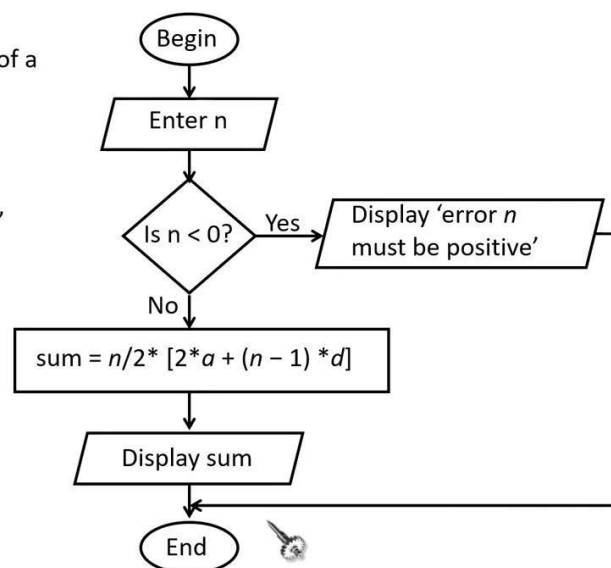 of a
Begin
Enter n
,
Is n < 0?
Yes
Display ‘error n
must be positive’
No
sum = n/2* [2*a + (n − 1) *d]
Display sum
End